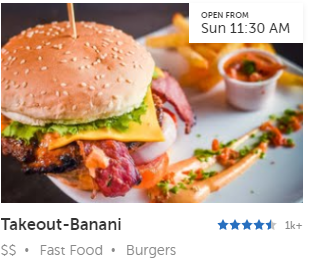 OPEN FROM
Sun 11:30 AM
Takeout-Banani
1k+
$$ • Fast Food • Burgers